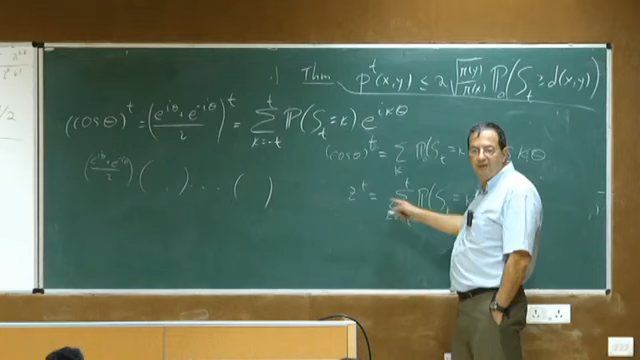 Thm p^t(x,y) ≤ 2 √(π(y)/π(x)) P_0(S_t ≥ d(x,y))
(cos θ)^t = ((e^{iθ} + e^{-iθ})/2)^t = Σ_{k=-t}^{t} P(S_t = k) e^{ikθ}
(cos θ)^t = Σ_k P_0(S_t = k θ
((e^{iθ} + e^{-iθ})/2) ( ) ... ( )
z^t = Σ^t P(S_t =
/2